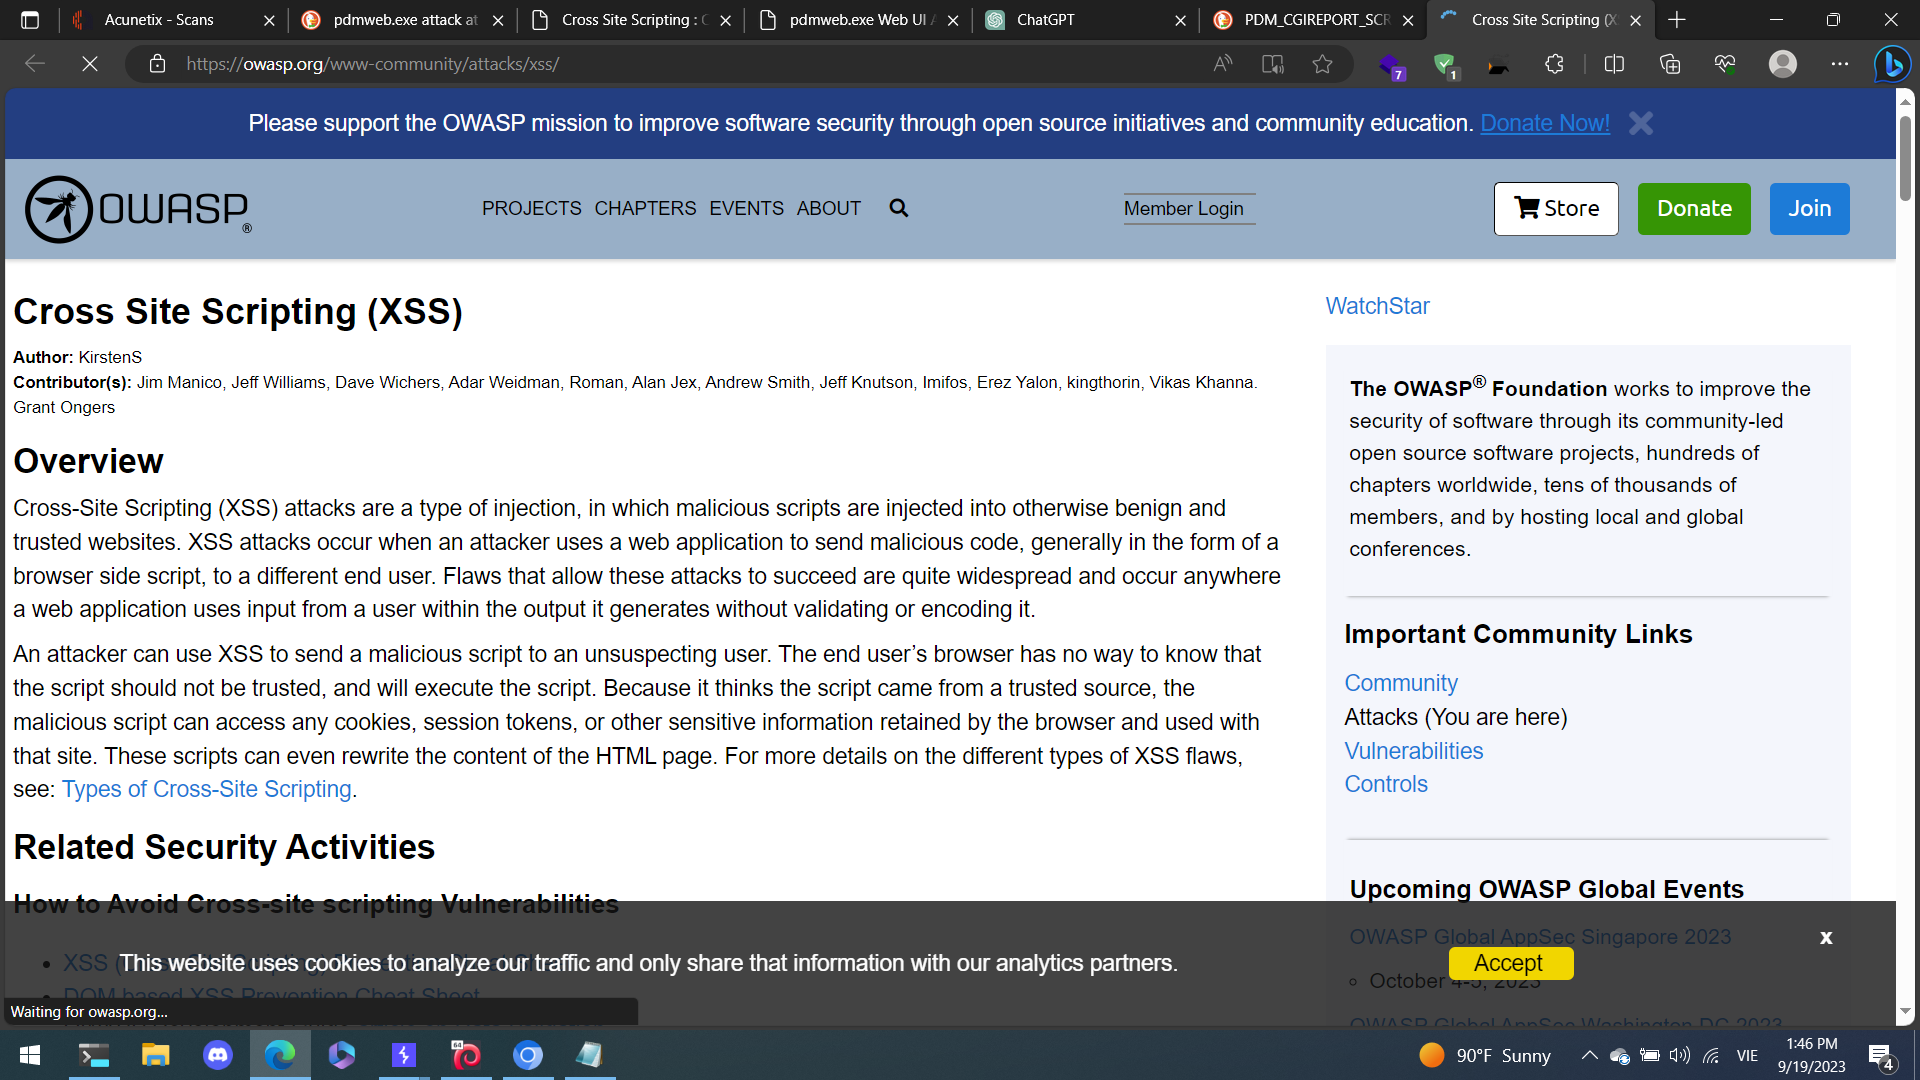 Acunetix - Scans
pdmweb.exe attack at
Cross Site Scripting : C
pdmweb.exe Web UI A
ChatGPT
PDM_CGIREPORT_SCR
Cross Site Scripting (X
https://owasp.org/www-community/attacks/xss/
7
1
Please support the OWASP mission to improve software security through open source initiatives and community education. Donate Now!
OWASP®
PROJECTS CHAPTERS EVENTS ABOUT
Member Login
Store
Donate
Join
Cross Site Scripting (XSS)
Author: KirstenS
Contributor(s): Jim Manico, Jeff Williams, Dave Wichers, Adar Weidman, Roman, Alan Jex, Andrew Smith, Jeff Knutson, Imifos, Erez Yalon, kingthorin, Vikas Khanna.
Grant Ongers
Overview
Cross-Site Scripting (XSS) attacks are a type of injection, in which malicious scripts are injected into otherwise benign and
trusted websites. XSS attacks occur when an attacker uses a web application to send malicious code, generally in the form of a
browser side script, to a different end user. Flaws that allow these attacks to succeed are quite widespread and occur anywhere
a web application uses input from a user within the output it generates without validating or encoding it.
An attacker can use XSS to send a malicious script to an unsuspecting user. The end user’s browser has no way to know that
the script should not be trusted, and will execute the script. Because it thinks the script came from a trusted source, the
malicious script can access any cookies, session tokens, or other sensitive information retained by the browser and used with
that site. These scripts can even rewrite the content of the HTML page. For more details on the different types of XSS flaws,
see: Types of Cross-Site Scripting.
Related Security Activities
How to Avoid Cross-site scripting Vulnerabilities
XSS (
DOM based XSS Prevention Cheat Sheet
WatchStar
The OWASP® Foundation works to improve the
security of software through its community-led
open source software projects, hundreds of
chapters worldwide, tens of thousands of
members, and by hosting local and global
conferences.
Important Community Links
Community
Attacks (You are here)
Vulnerabilities
Controls
Upcoming OWASP Global Events
OWASP Global AppSec Singapore 2023
October 4-5, 2023
OWASP Global AppSec Washington DC 2023
This website uses cookies to analyze our traffic and only share that information with our analytics partners.
Accept
x
Waiting for owasp.org...
64
90°F Sunny
VIE
1:46 PM
9/19/2023
4